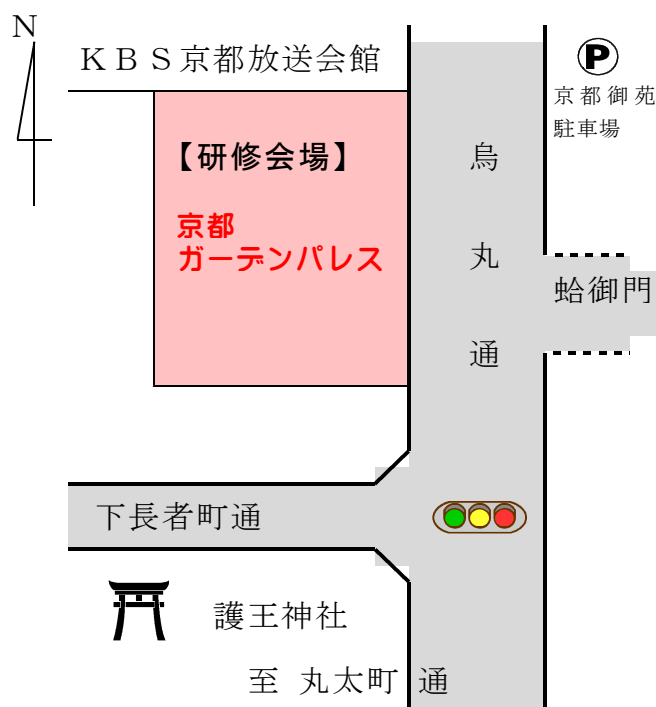 N
KBS京都放送会館
P
京都御苑
駐車場
【研修会場】
京都
ガーデンパレス
烏丸通
蛤御門
下長者町通
護王神社
至 丸太町通